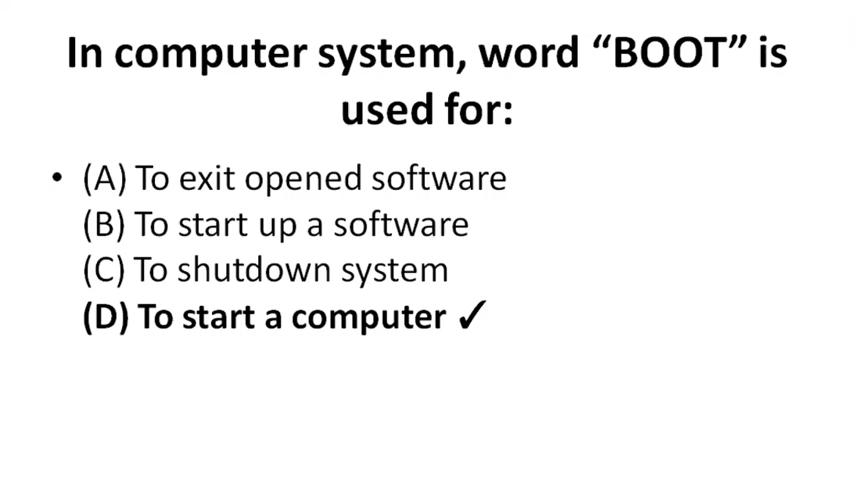 In computer system, word “BOOT” is
used for:
• (A) To exit opened software
(B) To start up a software
(C) To shutdown system
(D) To start a computer ✓